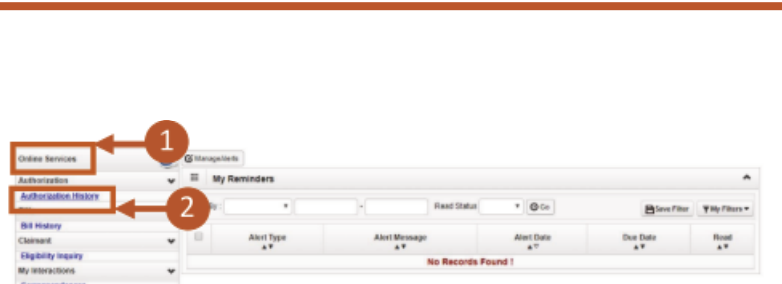 1
Online Services
Manage Alerts
Authorization
My Reminders
Authorization History
2
By :
-
Read Status
Go
Save Filter
My Filters
Bill History
Alert Type
Alert Message
Alert Date
Due Date
Read
Claimant
Eligibility Inquiry
No Records Found !
My Interactions